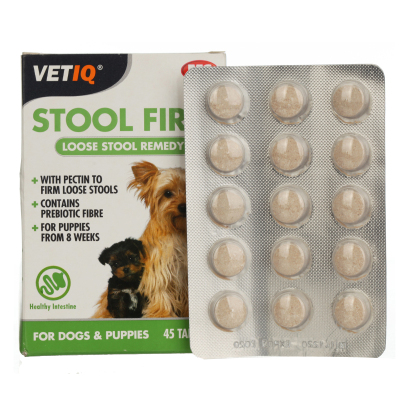 VETIQ®
STOOL FIR
LOOSE STOOL REMEDY
• WITH PECTIN TO
FIRM LOOSE STOOLS
• CONTAINS
PREBIOTIC FIBRE
• FOR PUPPIES
FROM 8 WEEKS
Healthy Intestine
FOR DOGS & PUPPIES 45 TA